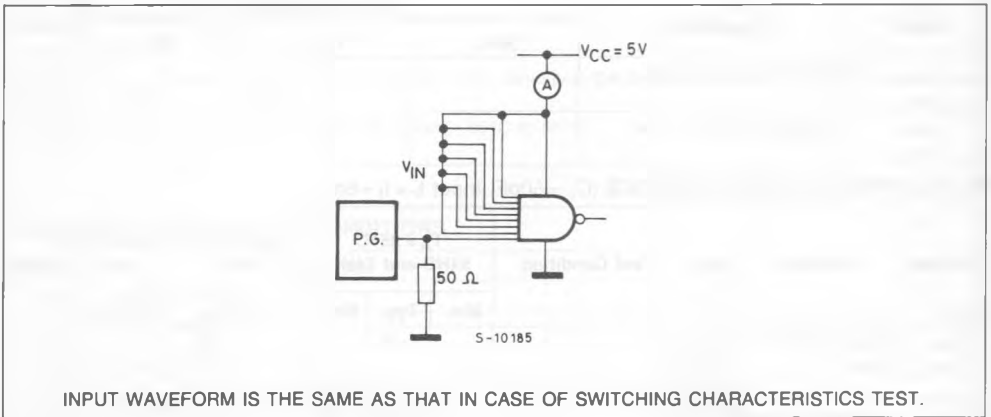 VCC = 5V
A
VIN
P.G.
50 Ω
S-10185
INPUT WAVEFORM IS THE SAME AS THAT IN CASE OF SWITCHING CHARACTERISTICS TEST.